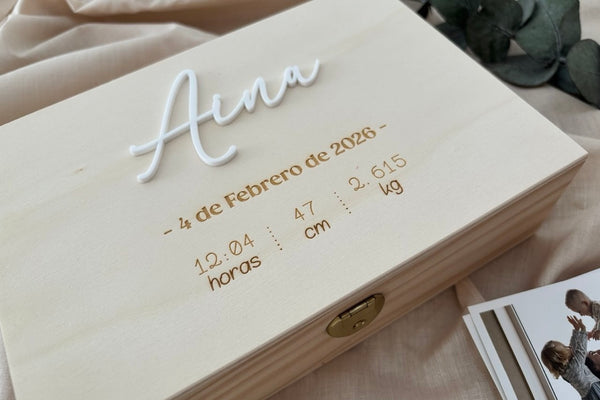 Aina
- 4 de Febrero de 2026 -
12:04 47 2.615
horas cm kg